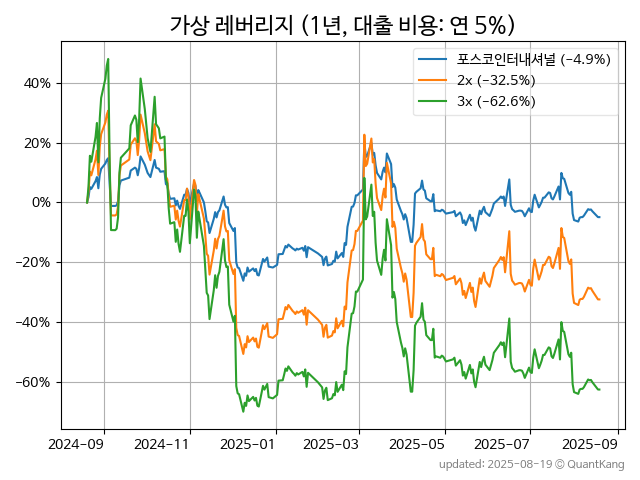 가상 레버리지 (1년, 대출 비용: 연 5%)
포스코인터내셔널 (−4.9%)
2x (−32.5%)
3x (−62.6%)
40%
20%
0%
−20%
−40%
−60%
2024−09 2024−11 2025−01 2025−03 2025−05 2025−07 2025−09
updated: 2025-08-19 © QuantKang